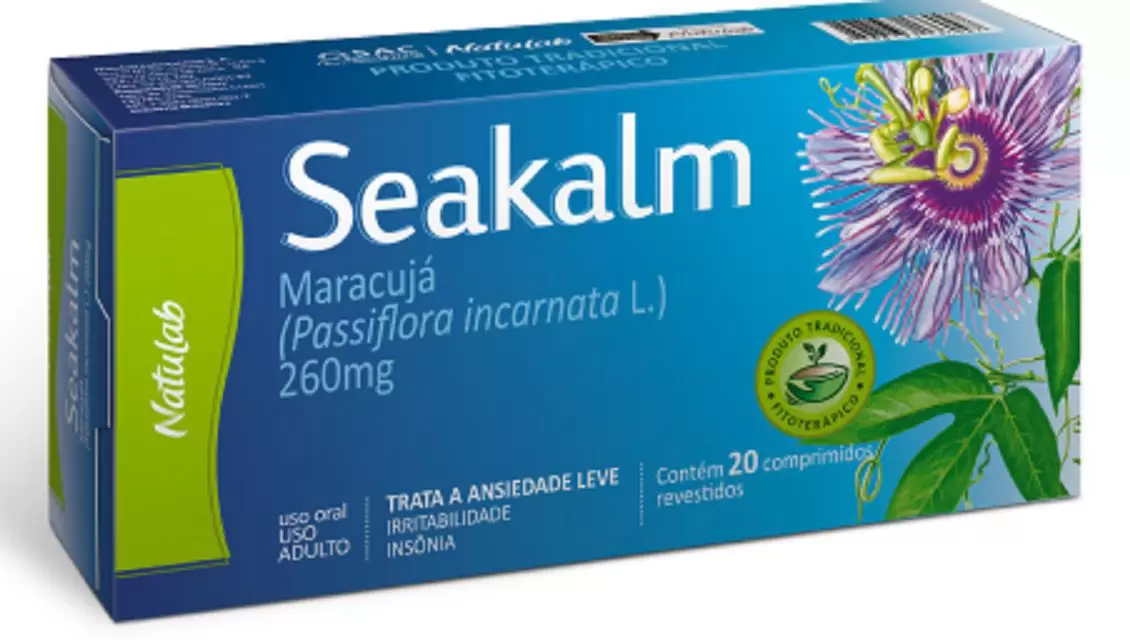 SAC | Natulab
PRODUTO TRADICIONAL
FITOTERÁPICO
Seakalm
Maracujá
(Passiflora incarnata L.)
260mg
Natulab
Seakalm
PRODUTO TRADICIONAL
FITOTERÁPICO
uso oral
USO
ADULTO
TRATA A ANSIEDADE LEVE
IRRITABILIDADE
INSÔNIA
Contém 20 comprimidos
revestidos